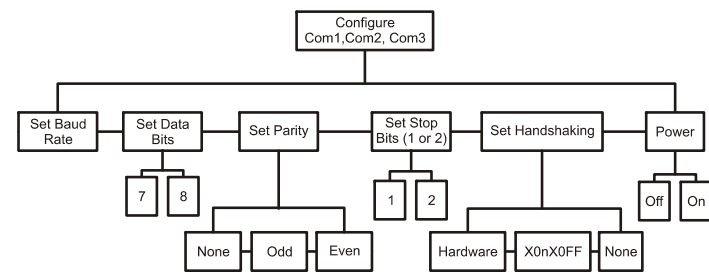 Configure
Com1,Com2, Com3
Set Baud
Rate
Set Data
Bits
Set Parity
Set Stop
Bits (1 or 2)
Set Handshaking
Power
7
8
1
2
Off
On
None
Odd
Even
Hardware
X0nX0FF
None